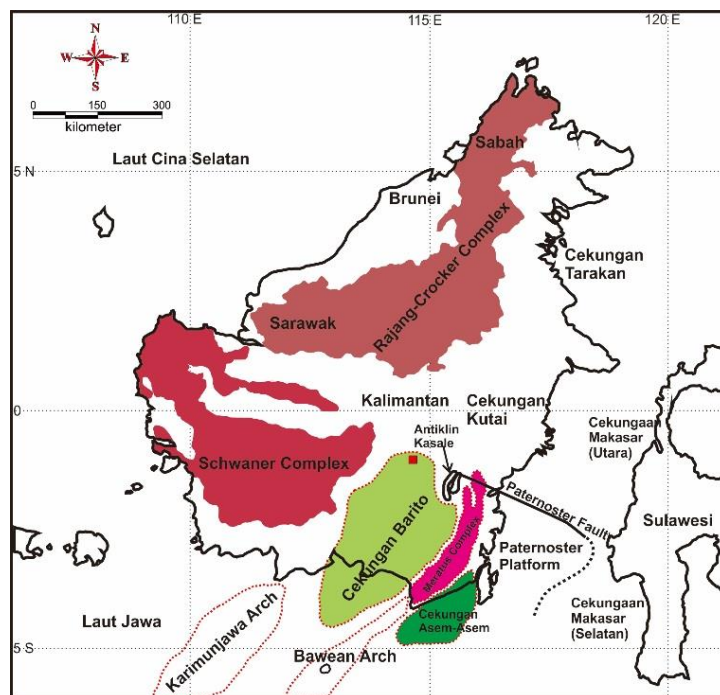 110 E
115 E
120 E
N
W E
S
0 150 300
kilometer
Sabah
Laut Cina Selatan
5 N
Brunei
Rajang-Crocker Complex
Cekungan
Tarakan
Sarawak
Kalimantan
Cekungan
Kutai
0
Antiklin
Kasale
Cekungaan
Makasar
(Utara)
Schwaner Complex
Paternoster Fault
Sulawesi
Cekungan Barito
Meratus Complex
Paternoster
Platform
Cekungaan
Makasar
(Selatan)
Laut Jawa
Karimunjawa Arch
Cekungan
Asem-Asem
5 S
Bawean Arch